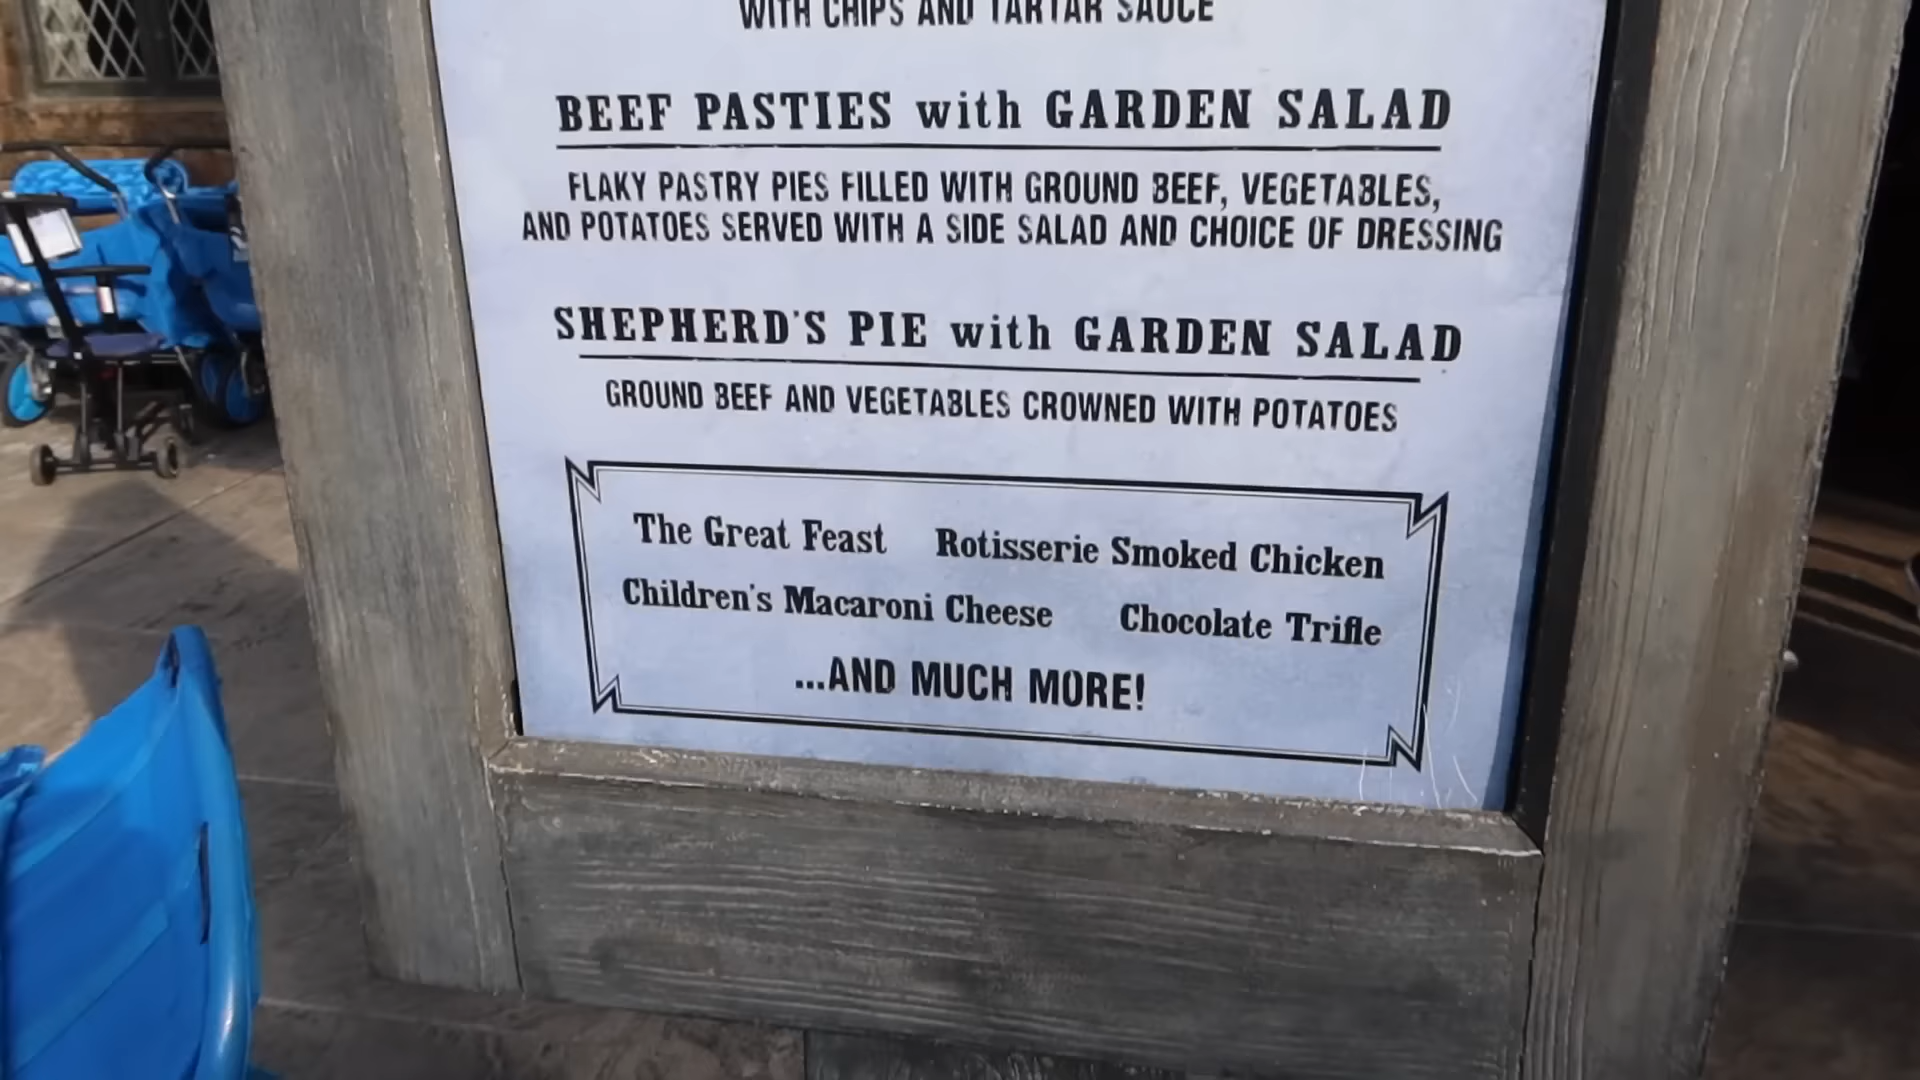 WITH CHIPS AND TARTAR SAUCE
BEEF PASTIES with GARDEN SALAD
FLAKY PASTRY PIES FILLED WITH GROUND BEEF, VEGETABLES,
AND POTATOES SERVED WITH A SIDE SALAD AND CHOICE OF DRESSING
SHEPHERD'S PIE with GARDEN SALAD
GROUND BEEF AND VEGETABLES CROWNED WITH POTATOES
The Great Feast Rotisserie Smoked Chicken
Children's Macaroni Cheese Chocolate Trifle
...AND MUCH MORE!